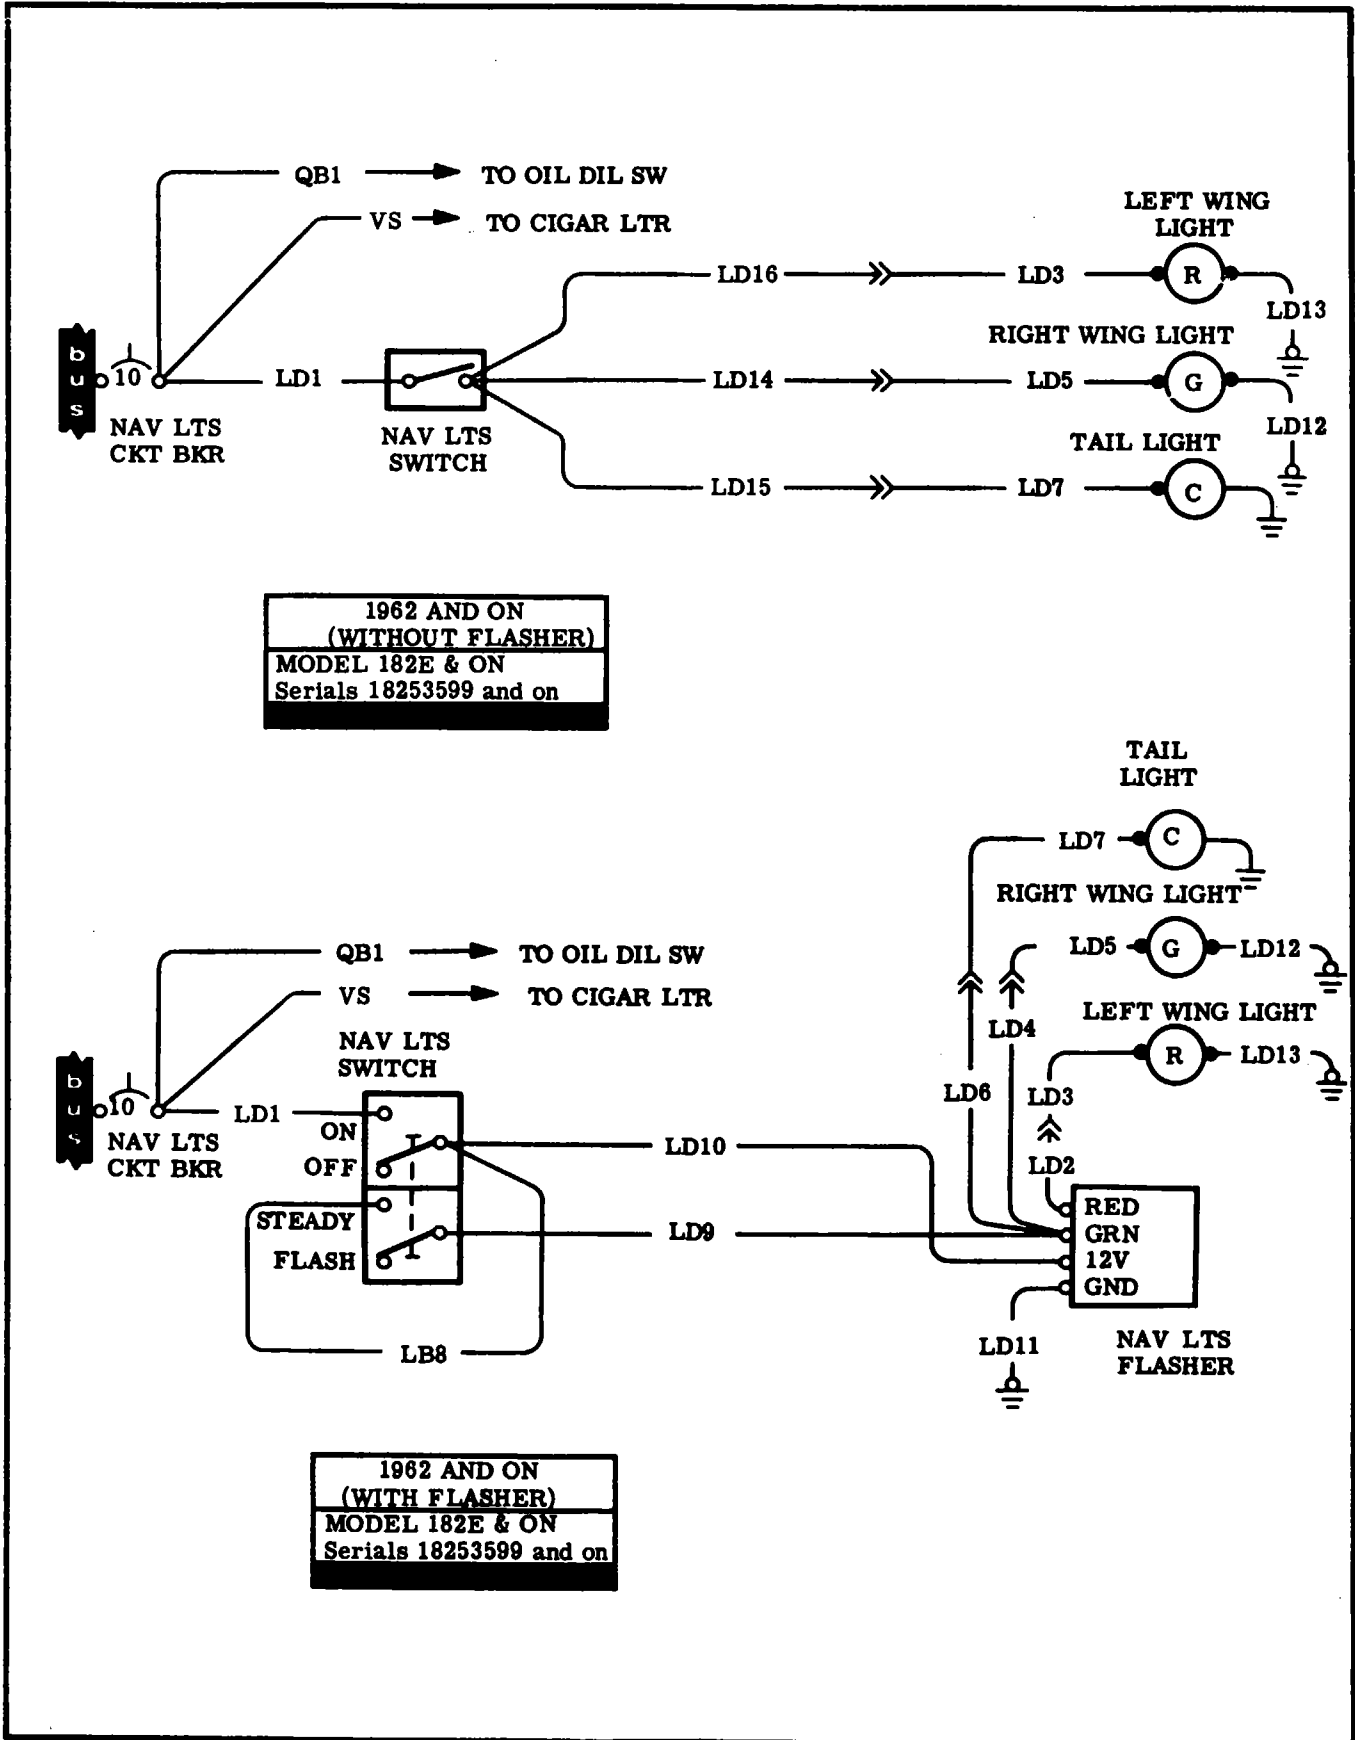 QB1 TO OIL DIL SW
VS TO CIGAR LTR
LEFT WING
LIGHT
LD16 LD3 R
LD13
RIGHT WING LIGHT
bus
10 LD1 LD14 LD5 G
NAV LTS
CKT BKR
NAV LTS
SWITCH
LD12
TAIL LIGHT
LD15 LD7 C
1962 AND ON
(WITHOUT FLASHER)
MODEL 182E & ON
Serials 18253599 and on
TAIL
LIGHT
LD7 C
RIGHT WING LIGHT
QB1 TO OIL DIL SW
LD5 G LD12
VS TO CIGAR LTR
LEFT WING LIGHT
LD4
NAV LTS
SWITCH
R LD13
bus
10 LD1
NAV LTS
CKT BKR
LD6 LD3
ON
OFF
LD10
LD2
STEADY
FLASH
LD9
RED
GRN
12V
GND
LB8
LD11
NAV LTS
FLASHER
1962 AND ON
(WITH FLASHER)
MODEL 182E & ON
Serials 18253599 and on